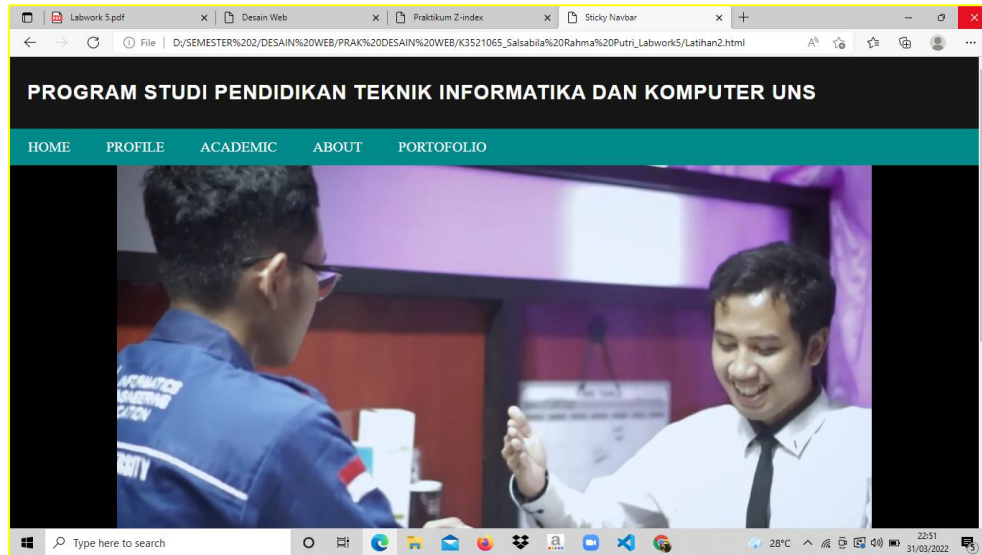 Labwork 5.pdf
Desain Web
Praktikum Z-index
Sticky Navbar
File | D:/SEMESTER%202/DESAIN%20WEB/PRAK%20DESAIN%20WEB/K3521065_Salsabila%20Rahma%20Putri_Labwork5/Latihan2.html
PROGRAM STUDI PENDIDIKAN TEKNIK INFORMATIKA DAN KOMPUTER UNS
HOME PROFILE ACADEMIC ABOUT PORTOFOLIO
Type here to search
28°C
22:51
31/03/2022